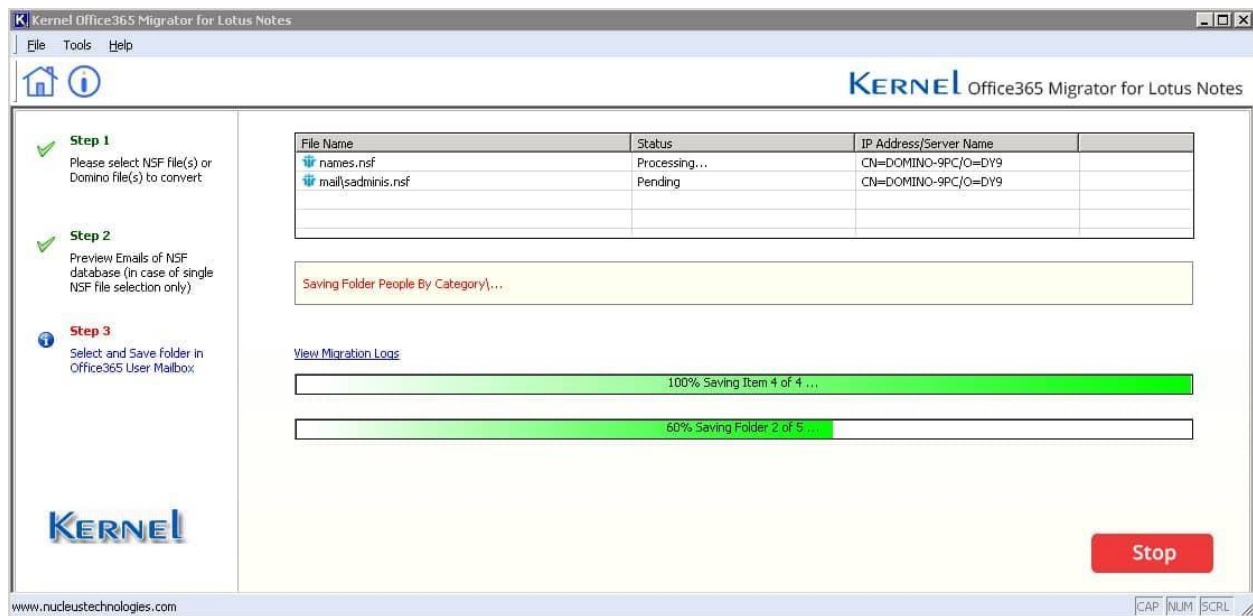 Kernel Office365 Migrator for Lotus Notes
File Tools Help
KERNEL Office365 Migrator for Lotus Notes
Step 1
Please select NSF file(s) or
Domino file(s) to convert
Step 2
Preview Emails of NSF
database (in case of single
NSF file selection only)
Step 3
Select and Save folder in
Office365 User Mailbox
KERNEL
File Name Status IP Address/Server Name
names.nsf Processing... CN=DOMINO-9PC/O=DY9
mail\sadminis.nsf Pending CN=DOMINO-9PC/O=DY9
Saving Folder People By Category\...
View Migration Logs
100% Saving Item 4 of 4 ...
60% Saving Folder 2 of 5 ...
Stop
www.nucleustechnologies.com
CAP NUM SCRL